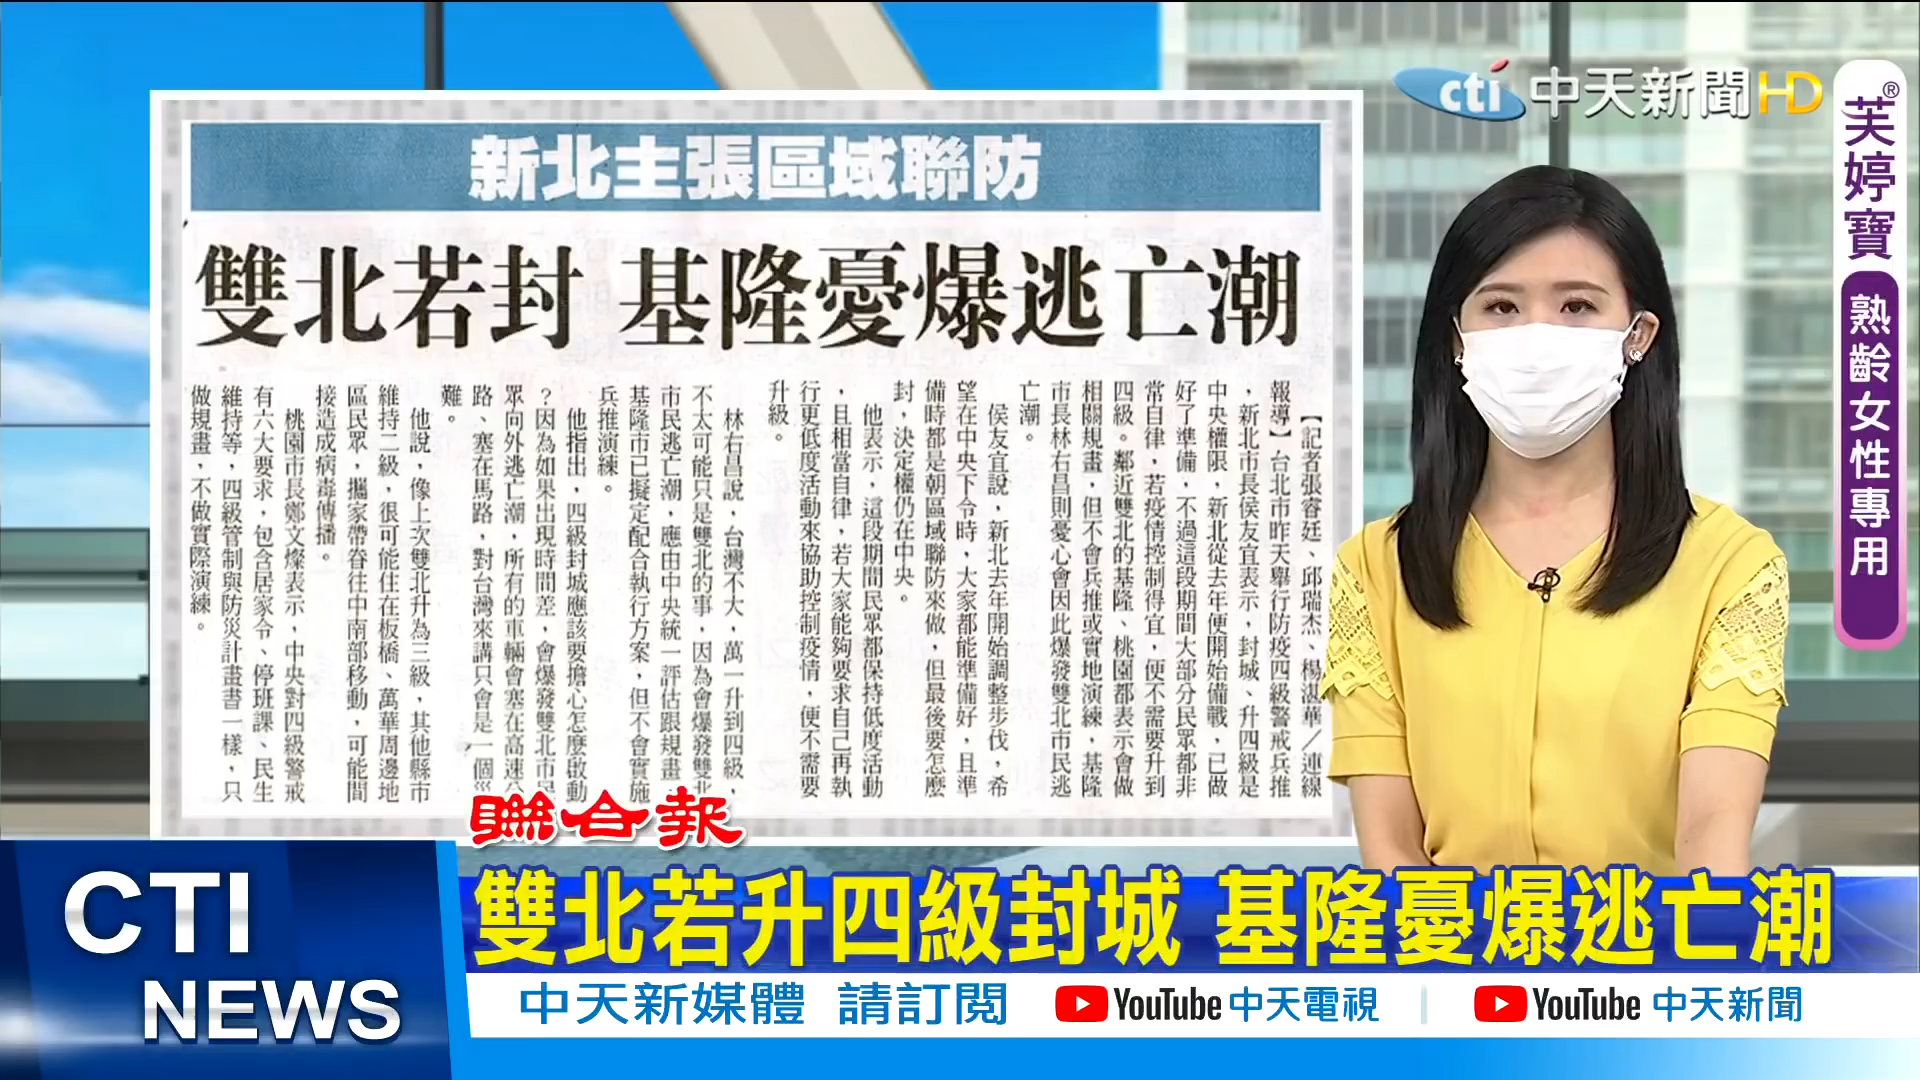 cti 中天新聞HD
芙婷寶®
熟齡女性專用
新北主張區域聯防
雙北若封 基隆憂爆逃亡潮
【記者張睿廷、邱瑞杰、楊湛華／連線
報導】台北市昨天舉行防疫四級警戒兵推
，新北市長侯友宜表示，封城、升四級是
中央權限，新北從去年便開始備戰，已做
好了準備，不過這段期間大部分民眾都非
常自律，若疫情控制得宜，便不需要升到
四級。鄰近雙北的基隆、桃園都表示會做
相關規畫，但不會兵推或實地演練，基隆
市長林右昌則憂心會因此爆發雙北市民逃
亡潮。
侯友宜說，新北去年開始調整步伐，希
望在中央下令時，大家都能準備好，且準
備時都是朝區域聯防來做，但最後要怎麼
封，決定權仍在中央。
他表示，這段期間民眾都保持低度活動
，且相當自律，若大家能夠要求自己再執
行更低度活動來協助控制疫情，便不需要
升級。
林右昌說，台灣不大，萬一升到四級，
不太可能只是雙北的事，因為會爆發雙北
市民逃亡潮，應由中央統一評估跟規畫，
基隆市已擬定配合執行方案，但不會實施
兵推演練。
他指出，四級封城應該要擔心怎麼啟動
？因為如果出現時間差，會爆發雙北市民
眾向外逃亡潮，所有的車輛會塞在高速公
路、塞在馬路，對台灣來講只會是一個災
難。
他說，像上次雙北升為三級，其他縣市
維持二級，很可能住在板橋、萬華周邊地
區民眾，攜家帶眷往中南部移動，可能間
接造成病毒傳播。
桃園市長鄭文燦表示，中央對四級警戒
有六大要求，包含居家令、停班課、民生
維持等，四級管制與防災計畫書一樣，只
做規畫，不做實際演練。
聯合報
雙北若升四級封城 基隆憂爆逃亡潮
CTI
NEWS
中天新媒體 請訂閱 YouTube 中天電視 | YouTube 中天新聞